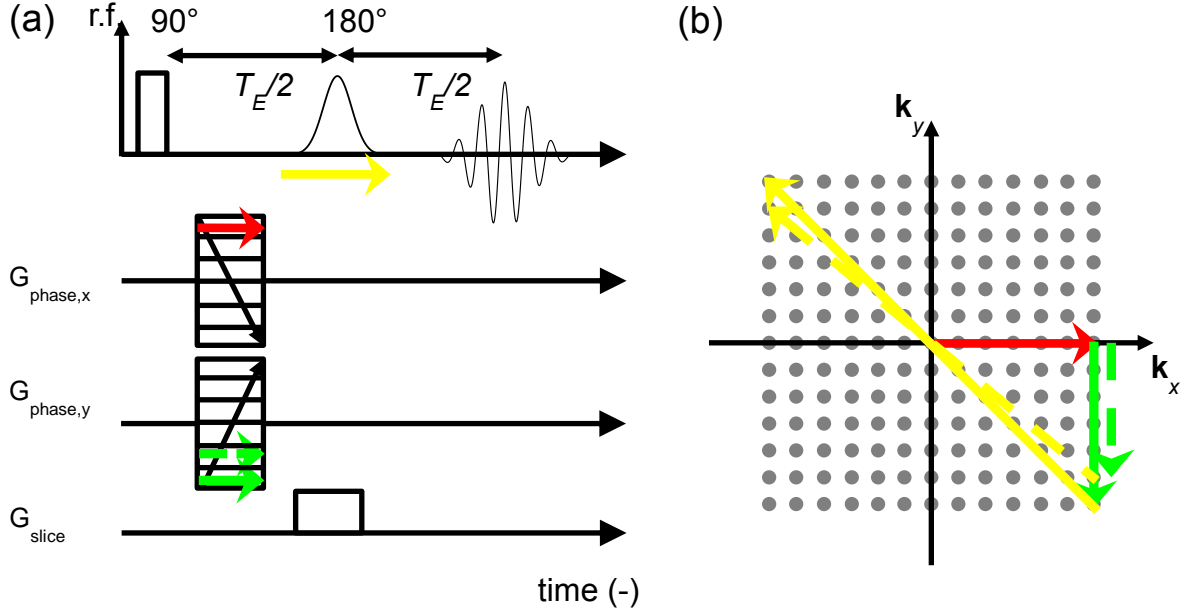 (a)
r.f.
90°
180°
T_E/2
T_E/2
G_phase,x
G_phase,y
G_slice
time (-)
(b)
k_y
k_x